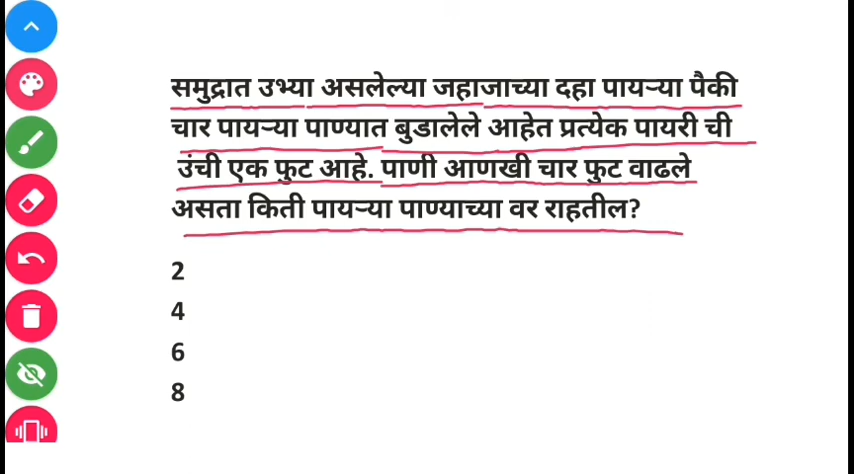 समुद्रात उभ्या असलेल्या जहाजाच्या दहा पायऱ्या पैकी
चार पायऱ्या पाण्यात बुडालेले आहेत प्रत्येक पायरी ची
उंची एक फुट आहे. पाणी आणखी चार फुट वाढले
असता किती पायऱ्या पाण्याच्या वर राहतील?
2
4
6
8